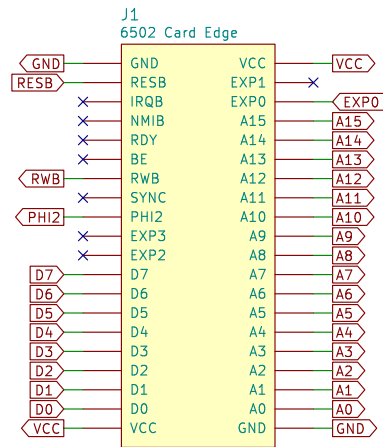 J1
6502 Card Edge
GND GND VCC VCC
RESB RESB EXP1
IRQB EXP0 EXP0
NMIB A15 A15
RDY A14 A14
BE A13 A13
RWB RWB A12 A12
SYNC A11 A11
PHI2 PHI2 A10 A10
EXP3 A9 A9
EXP2 A8 A8
D7 D7 A7 A7
D6 D6 A6 A6
D5 D5 A5 A5
D4 D4 A4 A4
D3 D3 A3 A3
D2 D2 A2 A2
D1 D1 A1 A1
D0 D0 A0 A0
VCC VCC GND GND